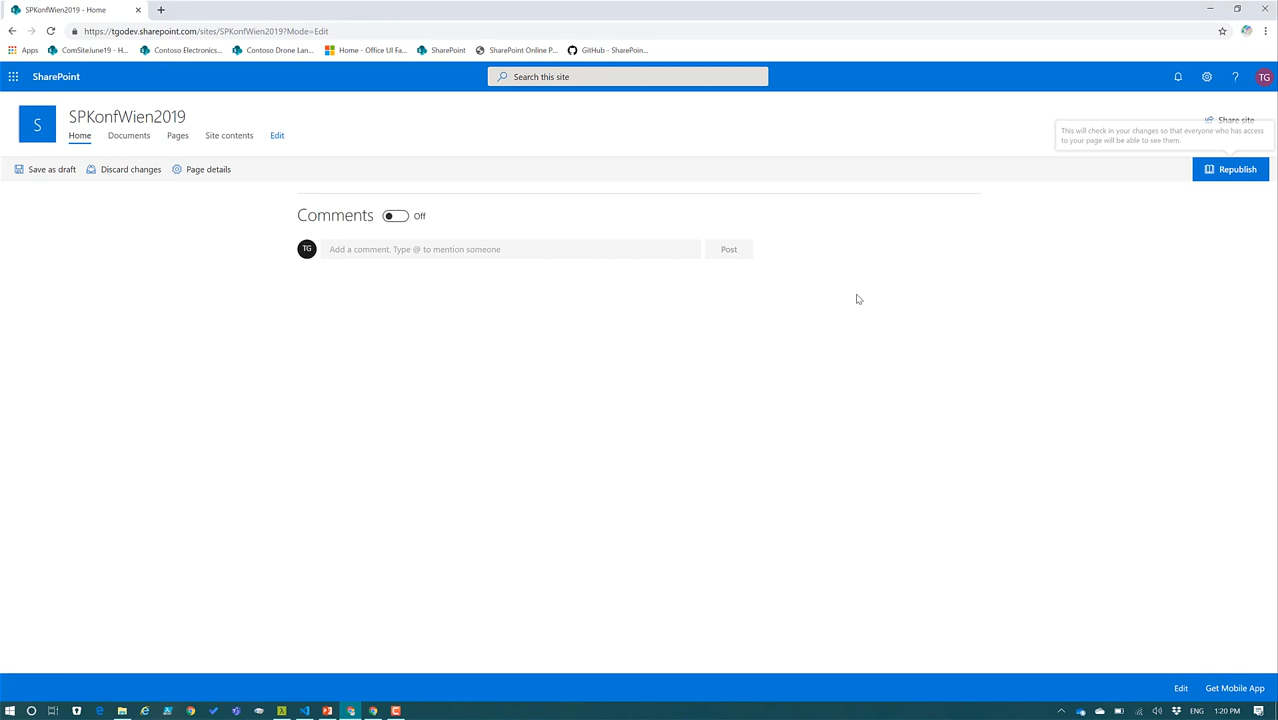 SPKonfWien2019 - Home
https://tgodev.sharepoint.com/sites/SPKonfWien2019?Mode=Edit
Apps ComSiteJune19 - H... Contoso Electronics... Contoso Drone Lan... Home - Office UI Fa... SharePoint SharePoint Online P... GitHub - SharePoin...
SharePoint Search this site TG
S SPKonfWien2019
Share site
Home Documents Pages Site contents Edit
This will check in your changes so that everyone who has access
to your page will be able to see them.
Save as draft Discard changes Page details Republish
Comments Off
TG Add a comment. Type @ to mention someone Post
Edit Get Mobile App
ENG 1:20 PM